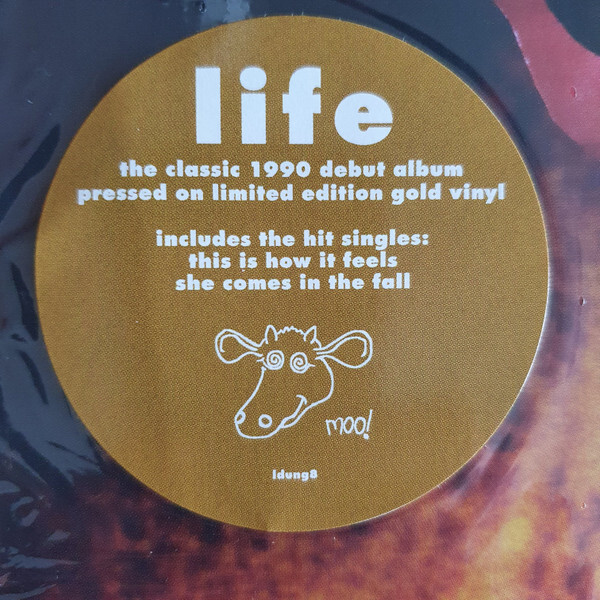 life
the classic 1990 debut album
pressed on limited edition gold vinyl
includes the hit singles:
this is how it feels
she comes in the fall
moo!
ldung8